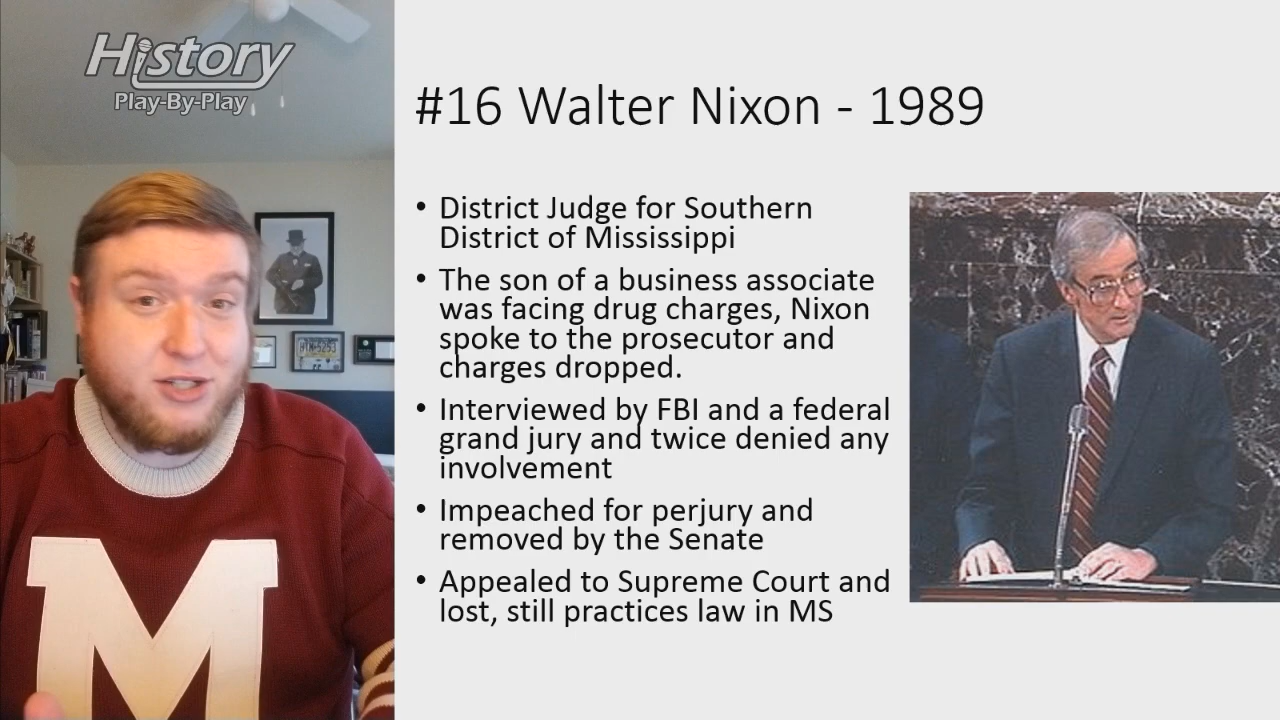 History
Play-By-Play
#16 Walter Nixon - 1989
• District Judge for Southern
District of Mississippi
• The son of a business associate
was facing drug charges, Nixon
spoke to the prosecutor and
charges dropped.
• Interviewed by FBI and a federal
grand jury and twice denied any
involvement
• Impeached for perjury and
removed by the Senate
• Appealed to Supreme Court and
lost, still practices law in MS
M